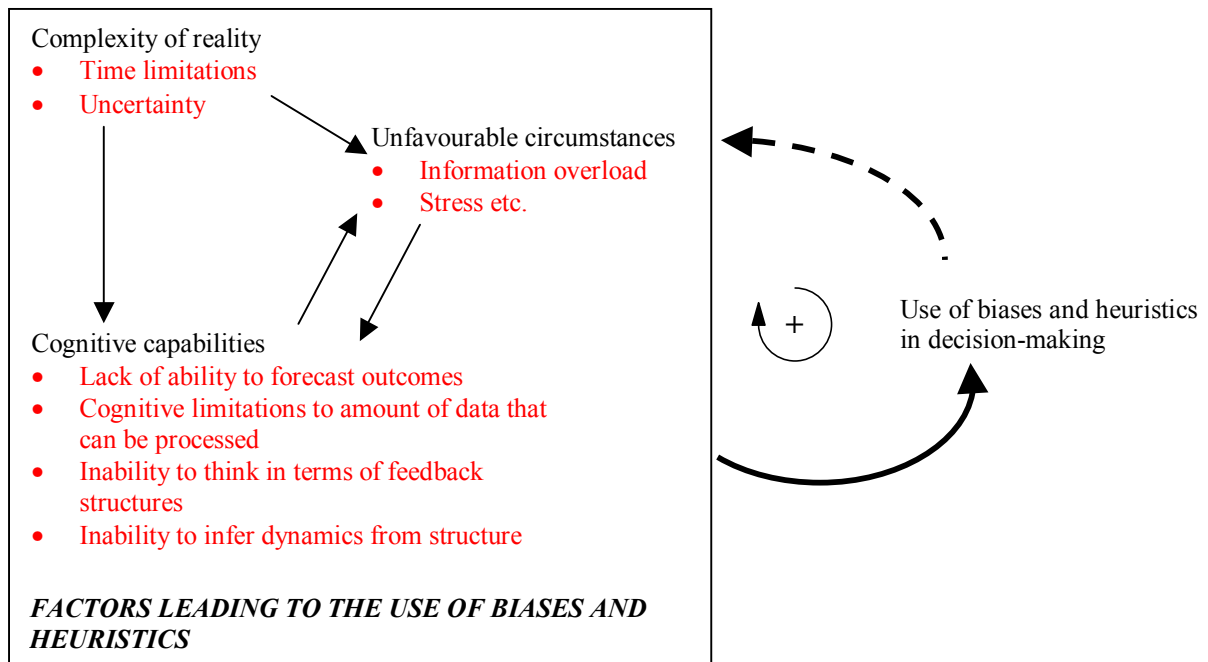 Complexity of reality
• Time limitations
• Uncertainty
Unfavourable circumstances
• Information overload
• Stress etc.
Cognitive capabilities
• Lack of ability to forecast outcomes
• Cognitive limitations to amount of data that
can be processed
• Inability to think in terms of feedback
structures
• Inability to infer dynamics from structure
FACTORS LEADING TO THE USE OF BIASES AND
HEURISTICS
+
Use of biases and heuristics
in decision-making